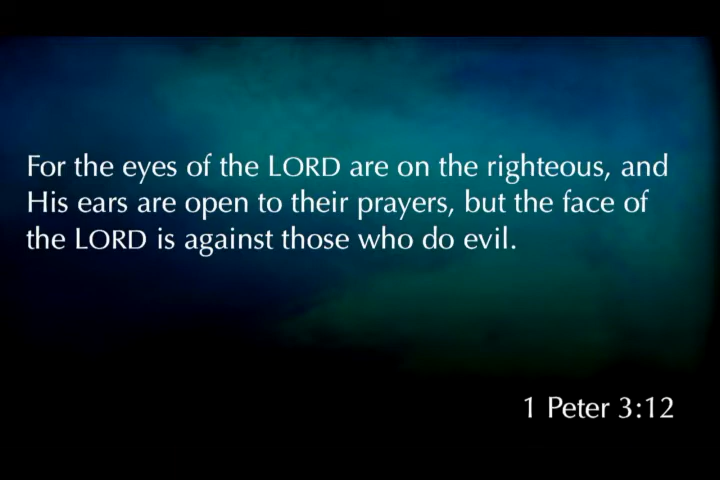 For the eyes of the LORD are on the righteous, and
His ears are open to their prayers, but the face of
the LORD is against those who do evil.
1 Peter 3:12